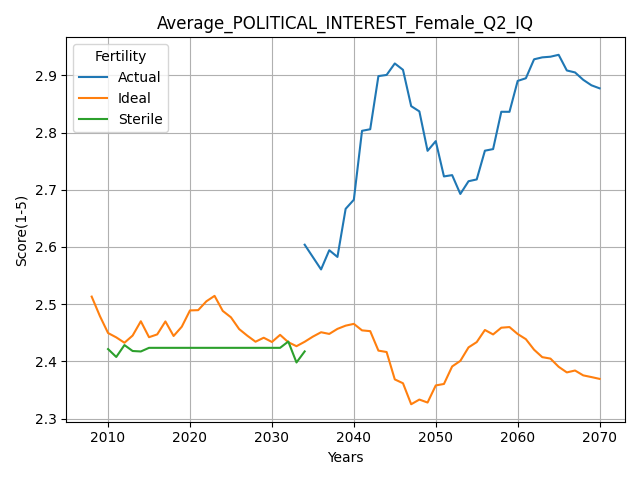 Average_POLITICAL_INTEREST_Female_Q2_IQ
Fertility
Actual
Ideal
Sterile
Score(1-5)
2.9
2.8
2.7
2.6
2.5
2.4
2.3
2010 2020 2030 2040 2050 2060 2070
Years